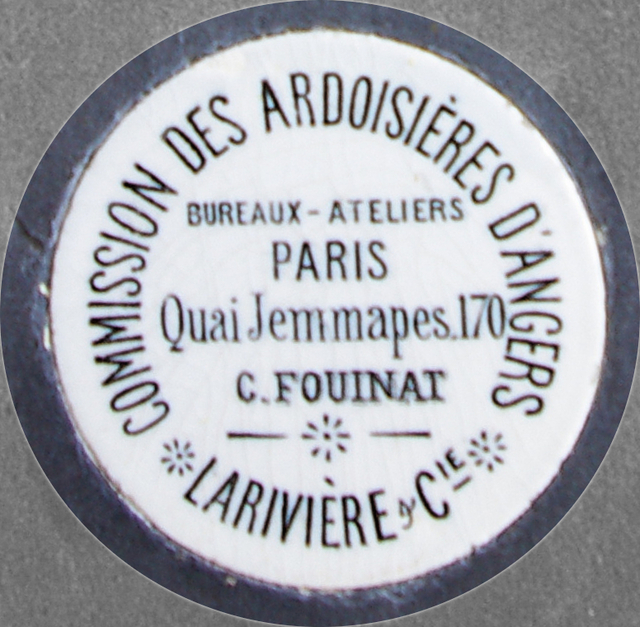 COMMISSION DES ARDOISIÈRES D'ANGERS
BUREAUX - ATELIERS
PARIS
Quai Jemmapes.170
C. FOUINAT
LARIVIÈRE & CIE